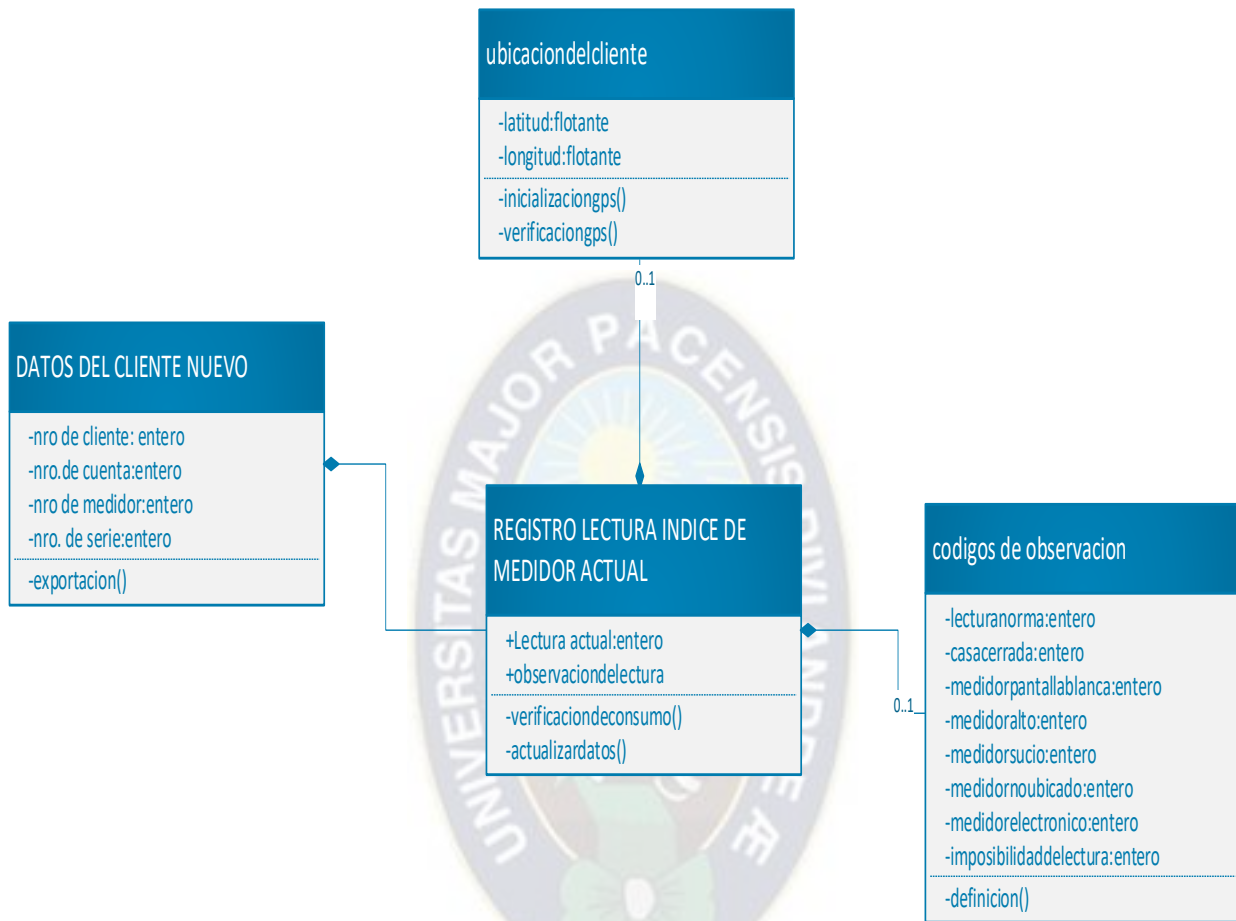 ubicaciondelcliente
-latitud:flotante
-longitud:flotante
-inicializaciongps()
-verificaciongps()
0..1
DATOS DEL CLIENTE NUEVO
-nro de cliente: entero
-nro.de cuenta:entero
-nro de medidor:entero
-nro. de serie:entero
-exportacion()
REGISTRO LECTURA INDICE DE
MEDIDOR ACTUAL
+Lectura actual:entero
+observaciondelectura
-verificaciondeconsumo()
-actualizardatos()
0..1
codigos de observacion
-lecturanorma:entero
-casacerrada:entero
-medidorpantallablanca:entero
-medidoralto:entero
-medidorsucio:entero
-medidornoubicado:entero
-medidorelectronico:entero
-imposibilidaddelectura:entero
-definicion()
UNIVERSITAS MAJOR PACENSIS DIVI ANDRE Æ